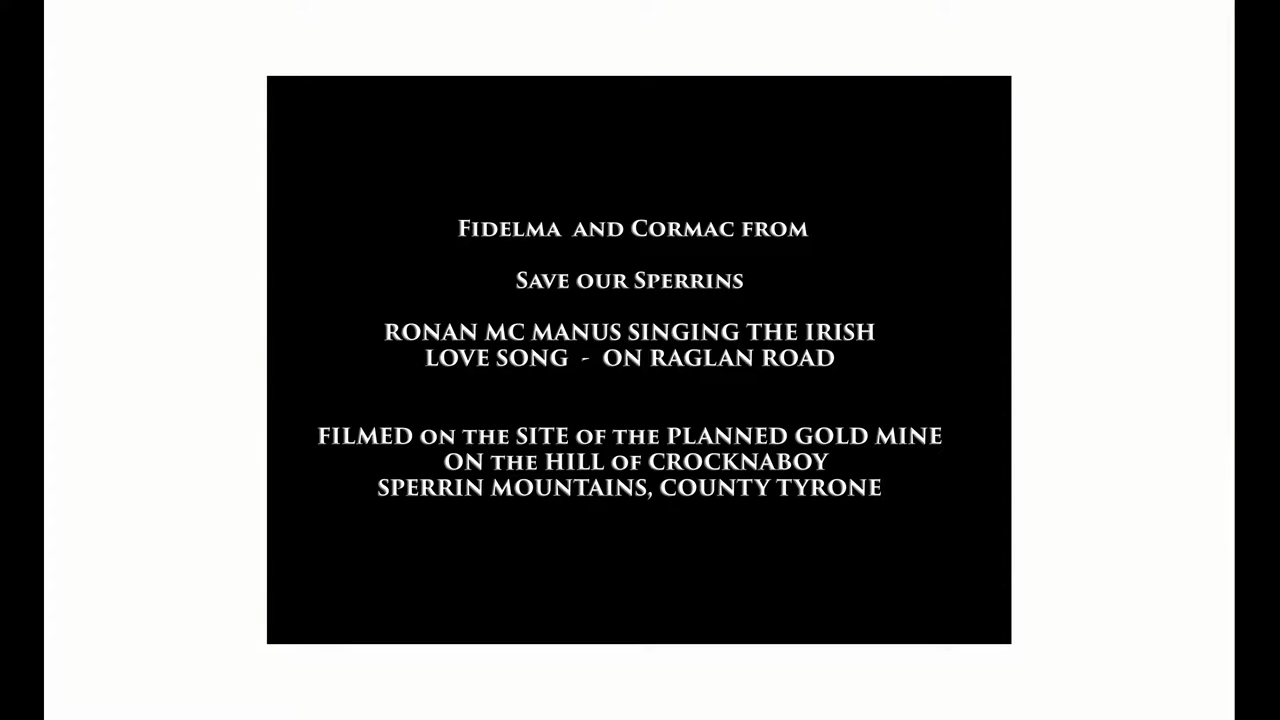 Fidelma and Cormac from
Save our Sperrins
RONAN MC MANUS SINGING THE IRISH
LOVE SONG - ON RAGLAN ROAD
FILMED ON THE SITE OF THE PLANNED GOLD MINE
ON THE HILL OF CROCKNABOY
SPERRIN MOUNTAINS, COUNTY TYRONE